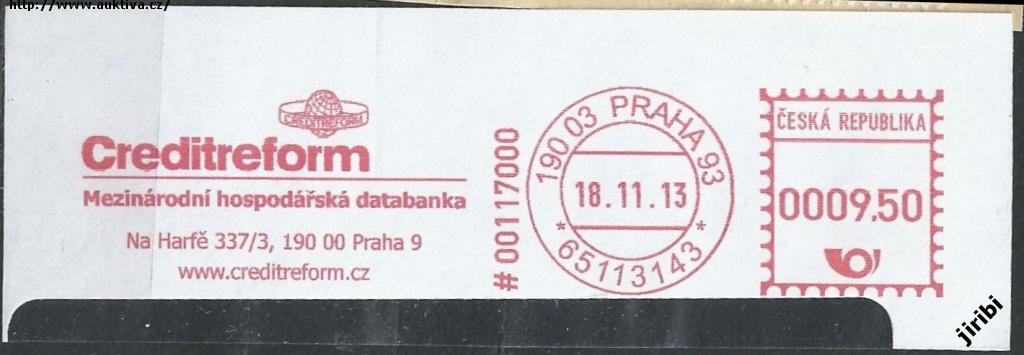 http://www.auktiva.cz/
CREDITREFORM
Creditreform
Mezinárodní hospodářská databanka
Na Harfě 337/3, 190 00 Praha 9
www.creditreform.cz
# 00117000
190 03 PRAHA 93
18.11.13
* 65113143 *
ČESKÁ REPUBLIKA
0009.50
jiribi